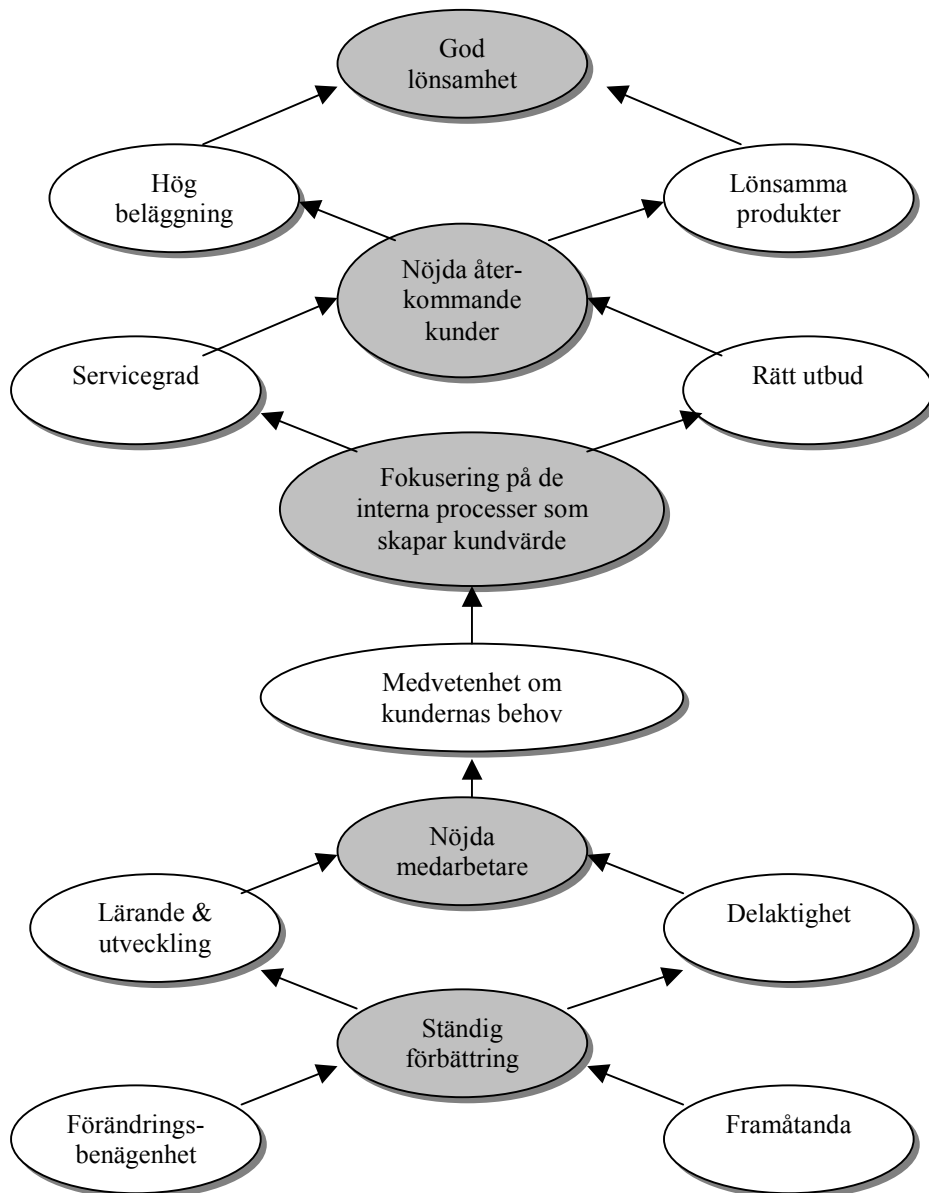 God
lönsamhet
Hög
beläggning
Lönsamma
produkter
Nöjda åter-
kommande
kunder
Servicegrad
Rätt utbud
Fokusering på de
interna processer som
skapar kundvärde
Medvetenhet om
kundernas behov
Nöjda
medarbetare
Lärande &
utveckling
Delaktighet
Ständig
förbättring
Förändrings-
benägenhet
Framåtanda